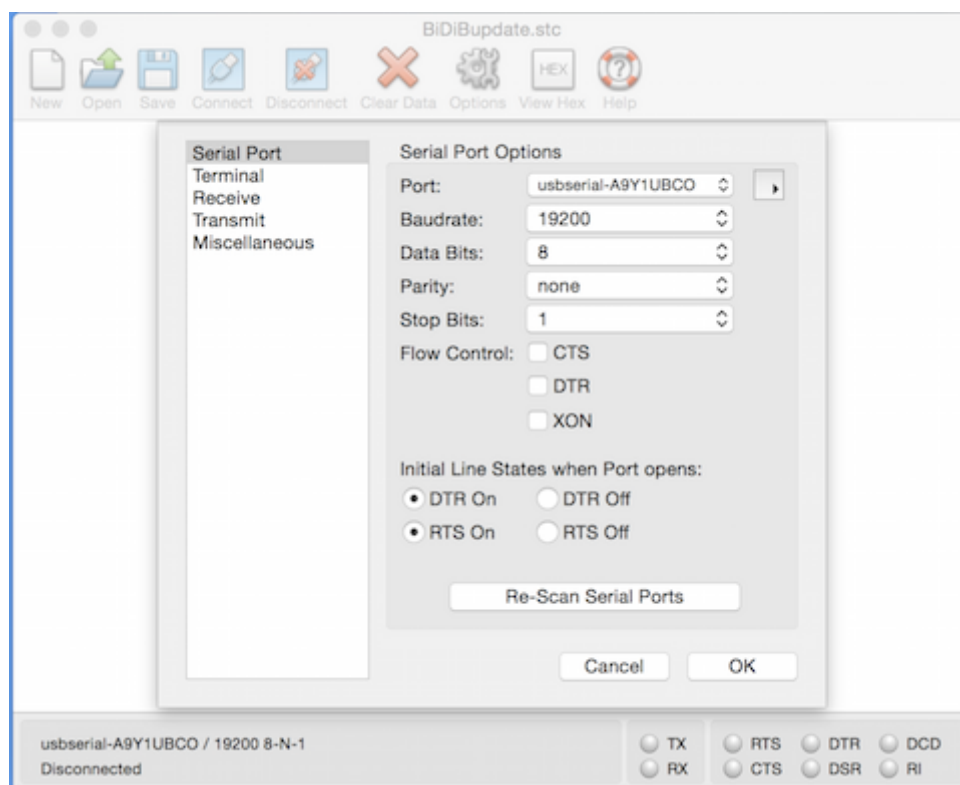 BiDiBupdate.stc
New Open Save Connect Disconnect Clear Data Options View Hex Help
HEX
Serial Port
Terminal
Receive
Transmit
Miscellaneous
Serial Port Options
Port: usbserial-A9Y1UBCO
Baudrate: 19200
Data Bits: 8
Parity: none
Stop Bits: 1
Flow Control: CTS
DTR
XON
Initial Line States when Port opens:
DTR On DTR Off
RTS On RTS Off
Re-Scan Serial Ports
Cancel OK
usbserial-A9Y1UBCO / 19200 8-N-1
Disconnected
TX RTS DTR DCD
RX CTS DSR RI